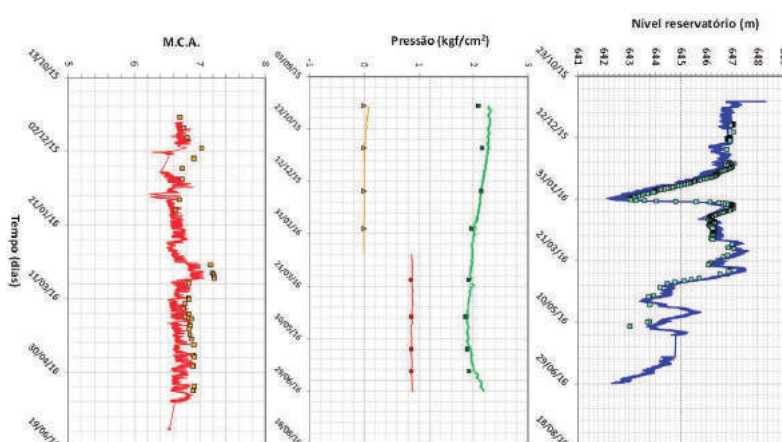 M.C.A.
5 6 7 8
13/10/15
02/12/15
21/01/16
11/03/16
30/04/16
Tempo (dias)
Pressão (kgf/cm²)
-1 0 1 2 3
03/09/15
23/10/15
12/12/15
31/01/16
21/03/16
10/05/16
29/06/16
Nível reservatório (m)
641 642 643 644 645 646 647 648
23/10/15
12/12/15
31/01/16
21/03/16
10/05/16
29/06/16
18/08/16